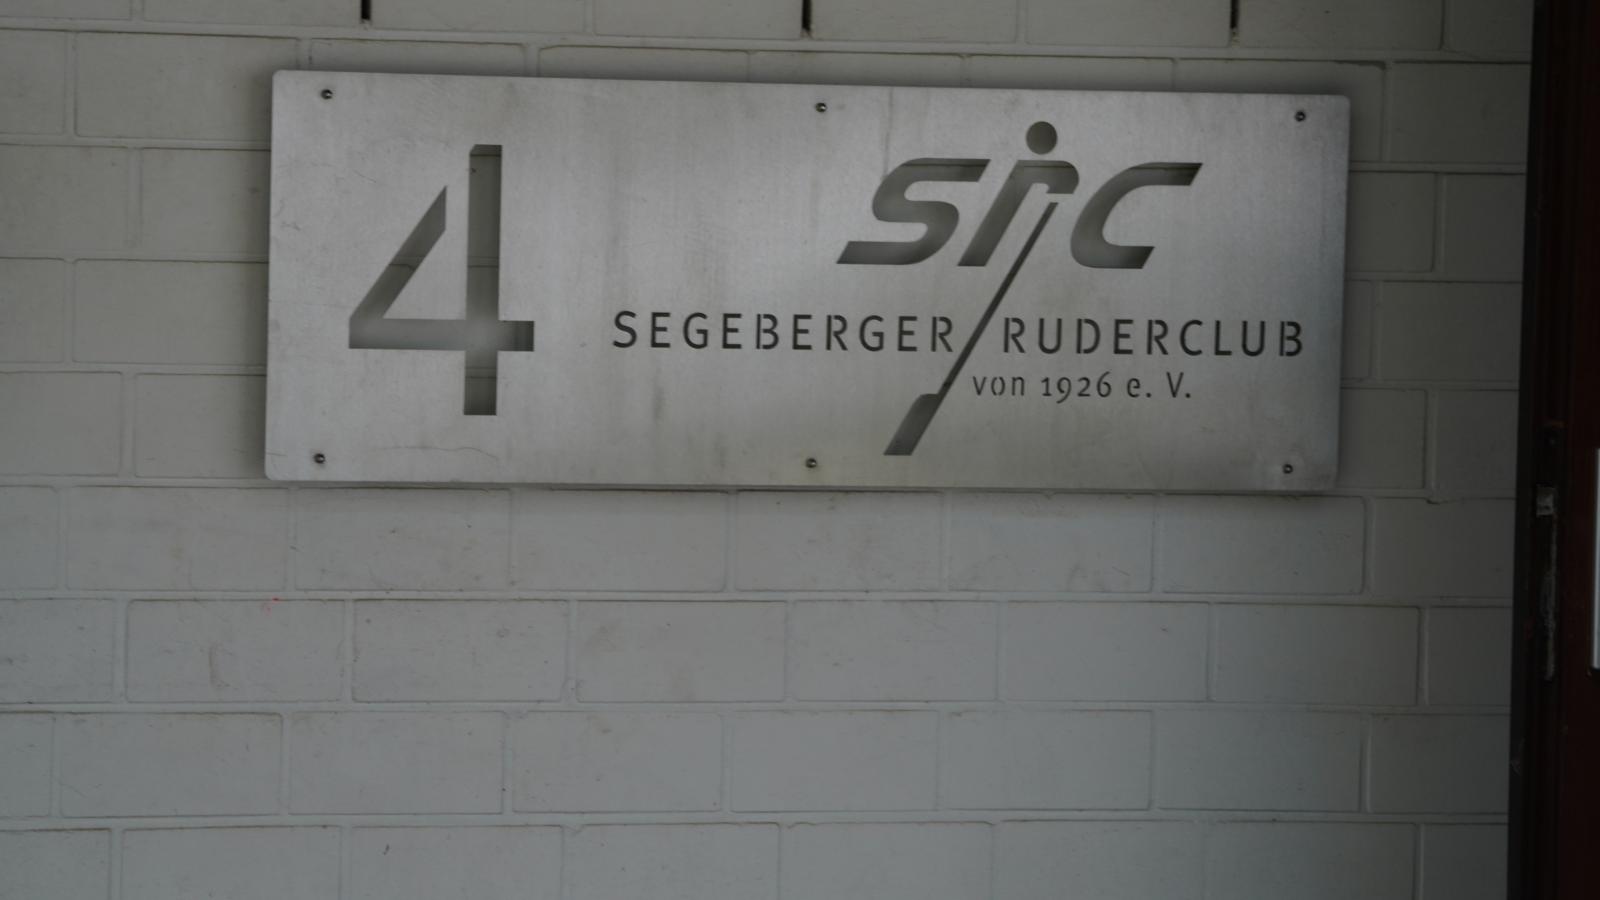 4
src
SEGEBERGER RUDERCLUB
von 1926 e. V.